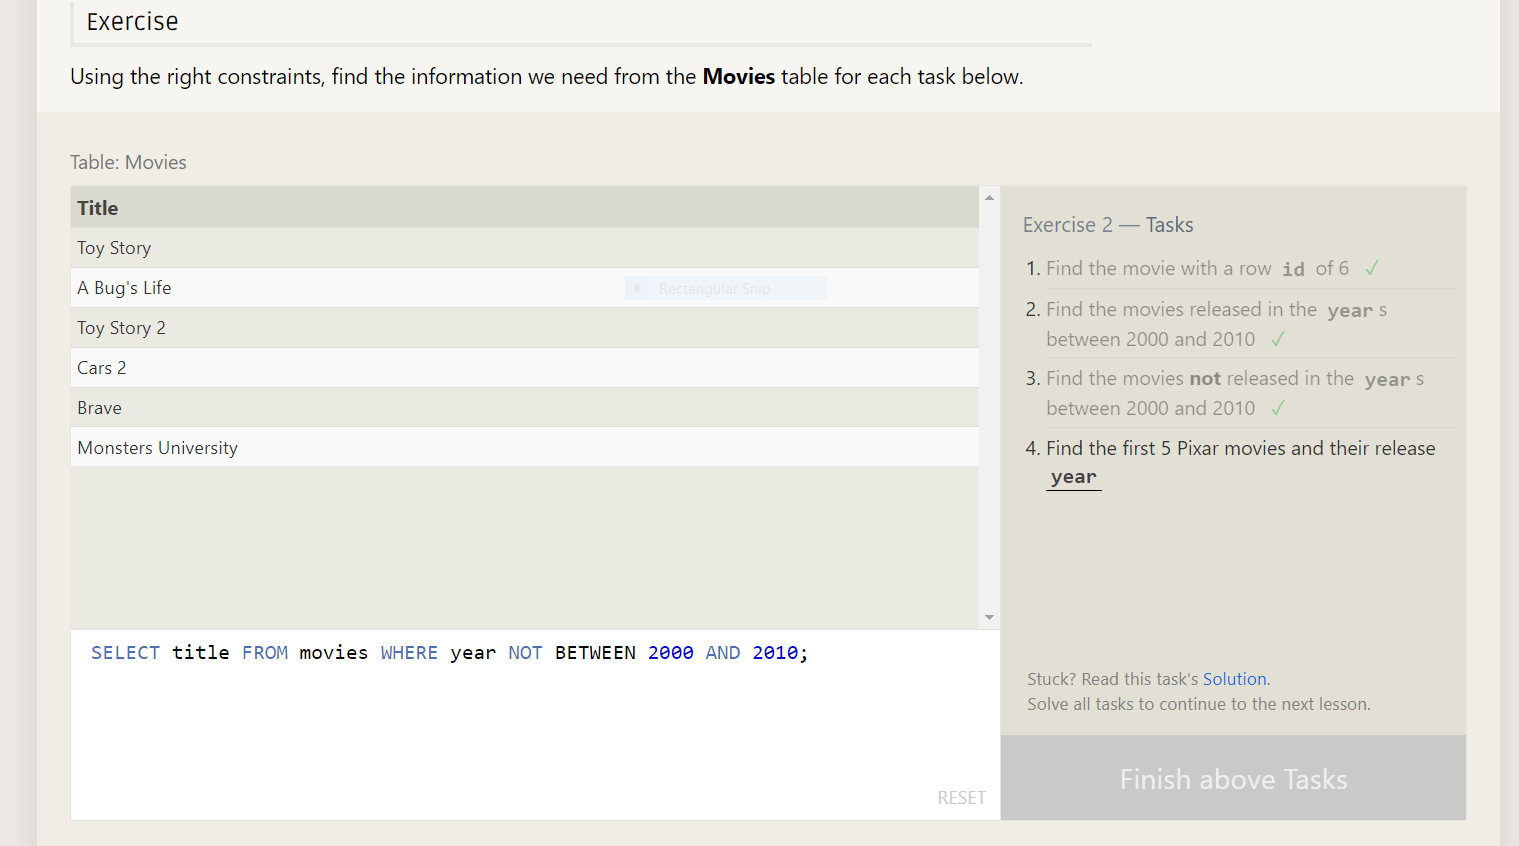 Exercise
Using the right constraints, find the information we need from the Movies table for each task below.
Table: Movies
Title
Toy Story
A Bug's Life
Rectangular Snip
Toy Story 2
Cars 2
Brave
Monsters University
SELECT title FROM movies WHERE year NOT BETWEEN 2000 AND 2010;
RESET
Exercise 2 — Tasks
1. Find the movie with a row id of 6 ✓
2. Find the movies released in the year s
between 2000 and 2010 ✓
3. Find the movies not released in the year s
between 2000 and 2010 ✓
4. Find the first 5 Pixar movies and their release
year
Stuck? Read this task's Solution.
Solve all tasks to continue to the next lesson.
Finish above Tasks